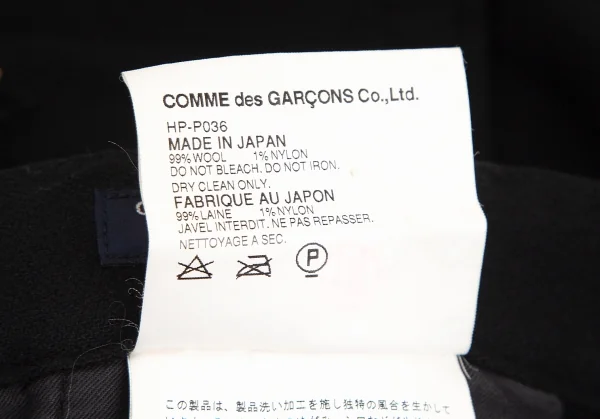 COMME des GARÇONS Co.,Ltd.
HP-P036
MADE IN JAPAN
99% WOOL 1% NYLON
DO NOT BLEACH. DO NOT IRON.
DRY CLEAN ONLY.
FABRIQUE AU JAPON
99% LAINE 1% NYLON
JAVEL INTERDIT. NE PAS REPASSER.
NETTOYAGE A SEC.
P
この製品は、製品洗い加工を施し独特の風合を生かして